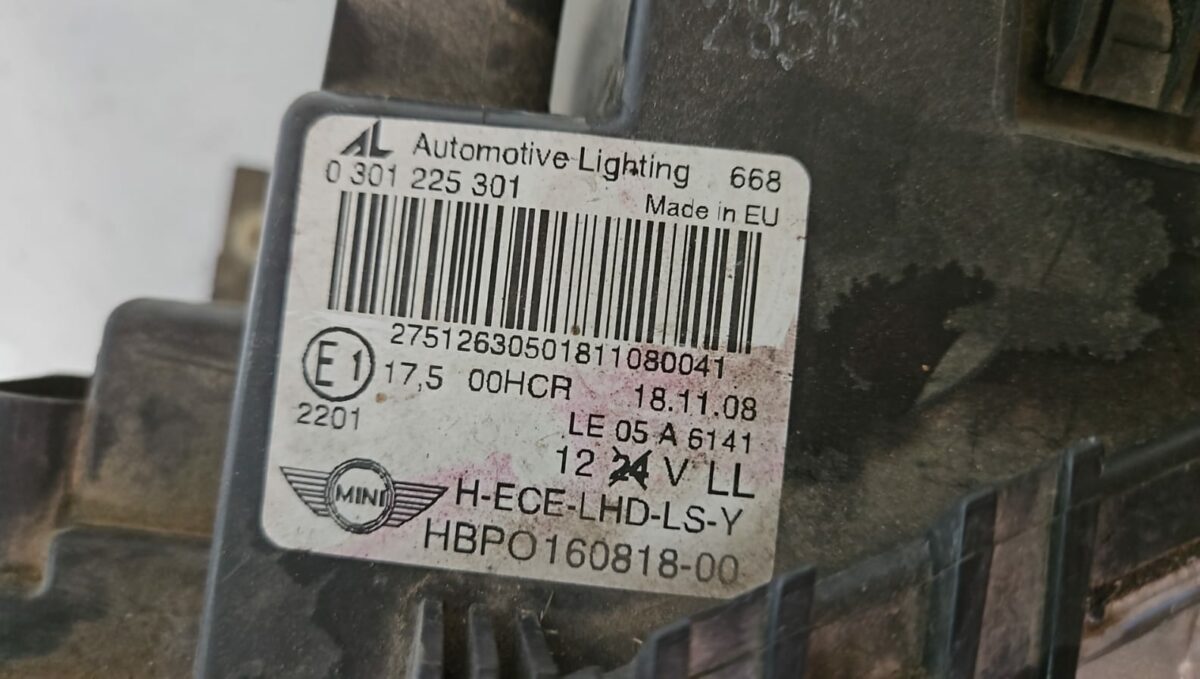 285R
AL Automotive Lighting 668
0 301 225 301
Made in EU
27512630501811080041
E1 17,5 00HCR 18.11.08
2201
LE 05 A 6141
12 24 V LL
MINI H-ECE-LHD-LS-Y
HBPO160818-00